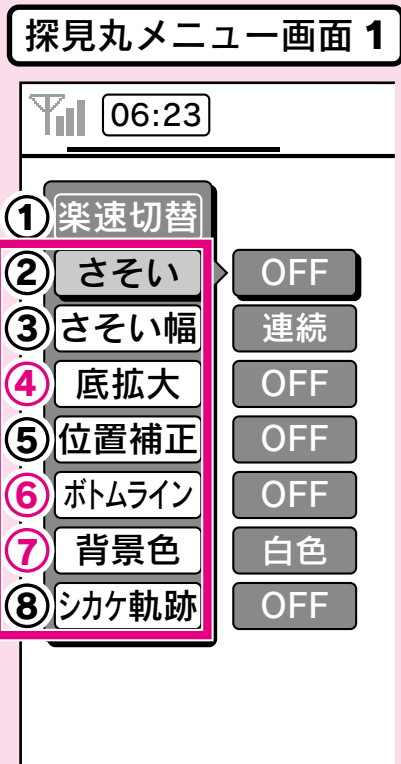 探見丸メニュー画面 1
06:23
① 楽速切替
② さそい OFF
③ さそい幅 連続
④ 底拡大 OFF
⑤ 位置補正 OFF
⑥ ボトムライン OFF
⑦ 背景色 白色
⑧ シカケ軌跡 OFF